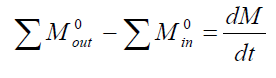 ∑ M⁰ₒᵤₜ − ∑ M⁰ᵢₙ = dM/dt